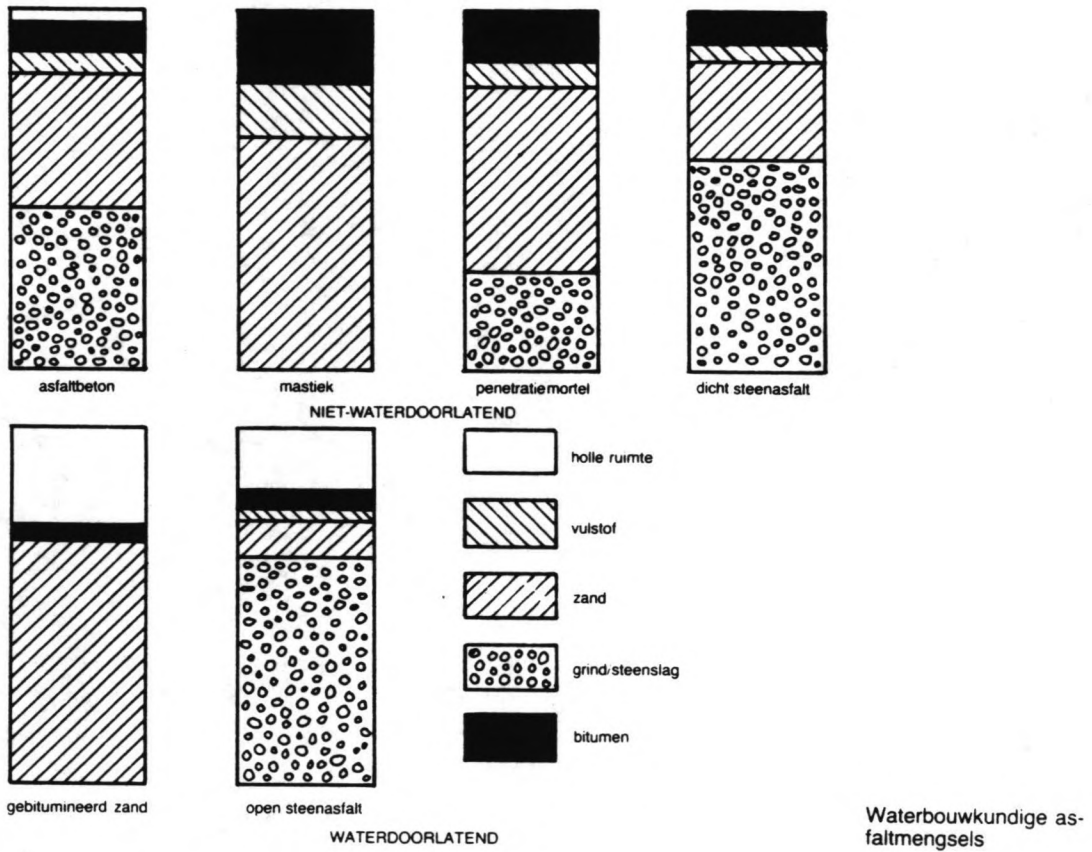 asfaltbeton
mastiek
penetratiemortel
dicht steenasfalt
NIET-WATERDOORLATEND
holle ruimte
vulstof
zand
grind/steenslag
bitumen
gebitumineerd zand
open steenasfalt
WATERDOORLATEND
Waterbouwkundige as-
faltmengsels